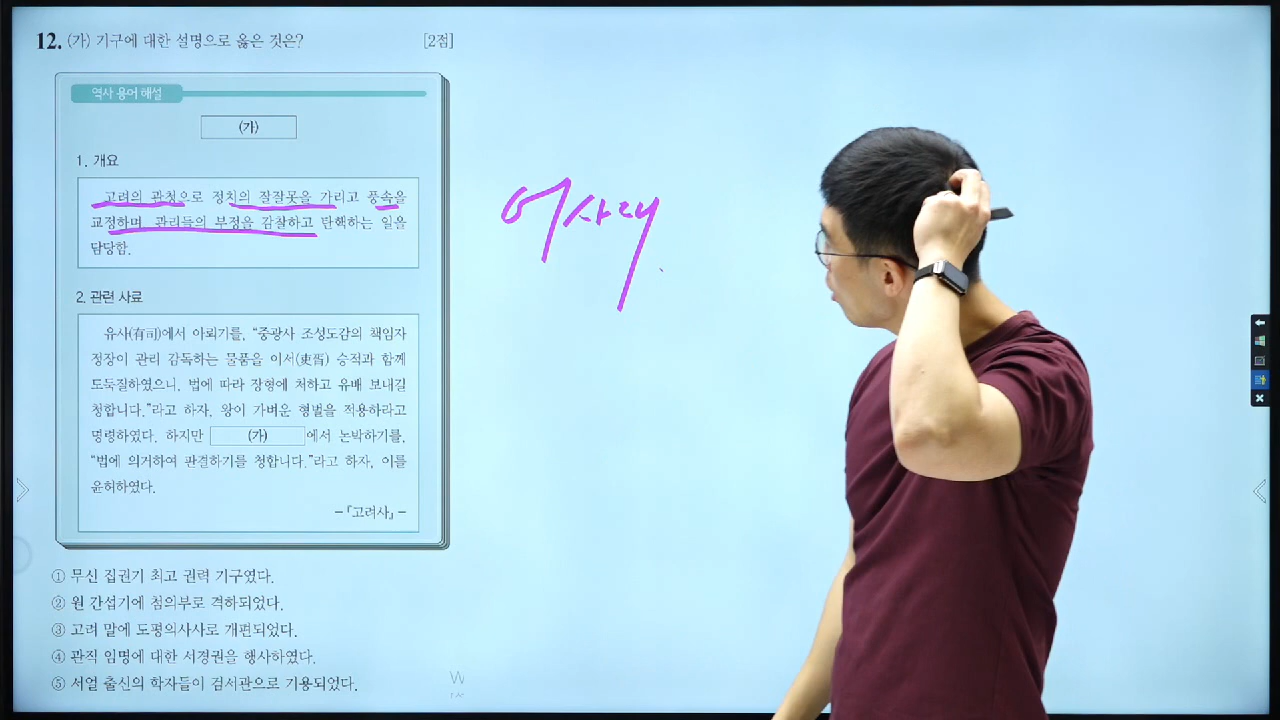 12. (가) 기구에 대한 설명으로 옳은 것은? [2점]
역사 용어 해설
(가)
1. 개요
고려의 관청으로 정치의 잘잘못을 가리고 풍속을
교정하며, 관리들의 부정을 감찰하고 탄핵하는 일을
담당함.
어사대
2. 관련 사료
유사(有司)에서 아뢰기를, “중광사 조성도감의 책임자
정장이 관리 감독하는 물품을 이서(吏胥) 승적과 함께
도둑질하였으니, 법에 따라 장형에 처하고 유배 보내길
청합니다.”라고 하자, 왕이 가벼운 형벌을 적용하라고
명령하였다. 하지만 (가) 에서 논박하기를,
“법에 의거하여 판결하기를 청합니다.”라고 하자, 이를
윤허하였다.
-『고려사』-
① 무신 집권기 최고 권력 기구였다.
② 원 간섭기에 첨의부로 격하되었다.
③ 고려 말에 도평의사사로 개편되었다.
④ 관직 임명에 대한 서경권을 행사하였다.
⑤ 서얼 출신의 학자들이 검서관으로 기용되었다.